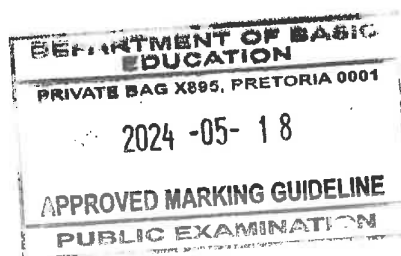 DEPARTMENT OF BASIC
EDUCATION
PRIVATE BAG X895, PRETORIA 0001
2024 -05- 18
APPROVED MARKING GUIDELINE
PUBLIC EXAMINATION